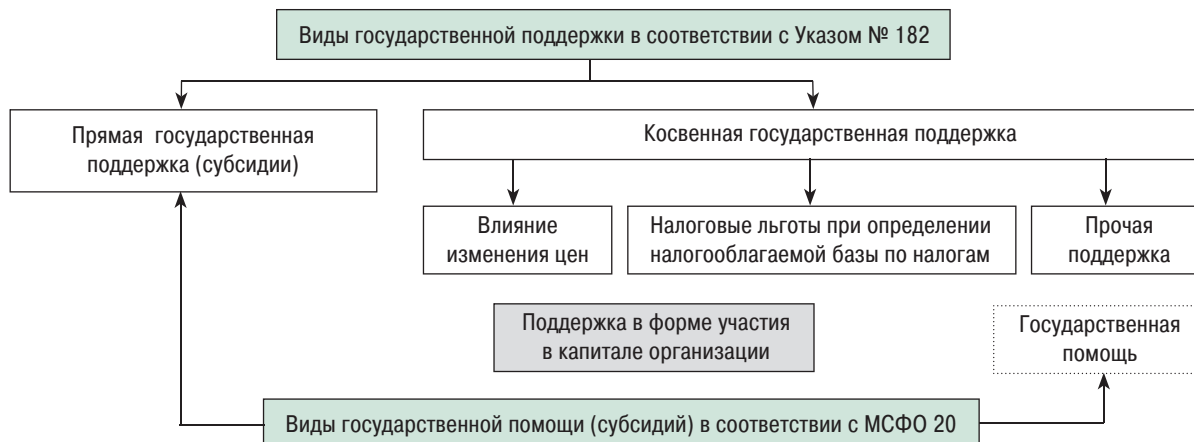 Виды государственной поддержки в соответствии с Указом № 182
Прямая государственная
поддержка (субсидии)
Косвенная государственная поддержка
Влияние
изменения цен
Налоговые льготы при определении
налогооблагаемой базы по налогам
Прочая
поддержка
Поддержка в форме участия
в капитале организации
Государственная
помощь
Виды государственной помощи (субсидий) в соответствии с МСФО 20